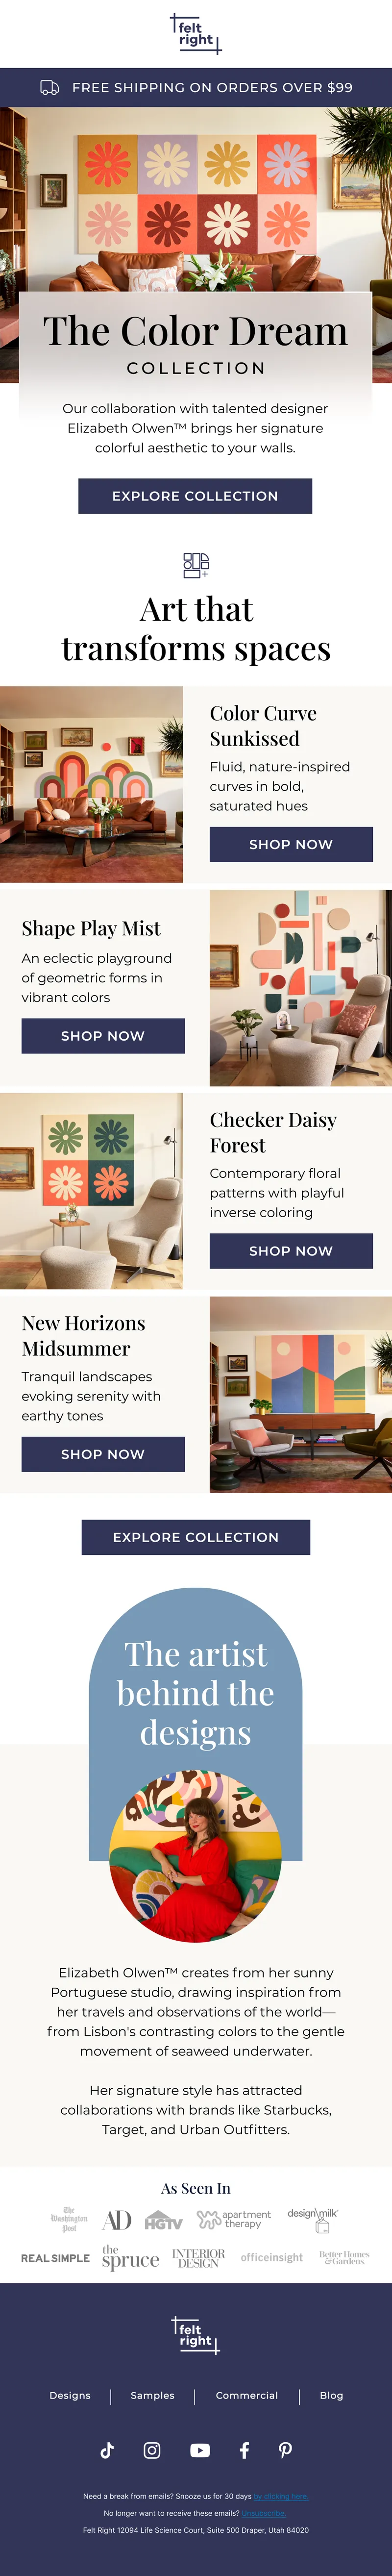 felt
right
FREE SHIPPING ON ORDERS OVER $99
The Color Dream
COLLECTION
Our collaboration with talented designer
Elizabeth Olwen™ brings her signature
colorful aesthetic to your walls.
EXPLORE COLLECTION
Art that
transforms spaces
Color Curve
Sunkissed
Fluid, nature-inspired
curves in bold,
saturated hues
SHOP NOW
Shape Play Mist
An eclectic playground
of geometric forms in
vibrant colors
SHOP NOW
Checker Daisy
Forest
Contemporary floral
patterns with playful
inverse coloring
SHOP NOW
New Horizons
Midsummer
Tranquil landscapes
evoking serenity with
earthy tones
SHOP NOW
EXPLORE COLLECTION
The artist
behind the
designs
Elizabeth Olwen™ creates from her sunny
Portuguese studio, drawing inspiration from
her travels and observations of the world—
from Lisbon's contrasting colors to the gentle
movement of seaweed underwater.
Her signature style has attracted
collaborations with brands like Starbucks,
Target, and Urban Outfitters.
As Seen In
The
Washington
Post
AD
HGTV
apartment
therapy
design milk
REAL SIMPLE
the
spruce
INTERIOR
DESIGN
officeinsight
Better Homes
&Gardens
felt
right
Designs
Samples
Commercial
Blog
Need a break from emails? Snooze us for 30 days by clicking here.
No longer want to receive these emails? Unsubscribe.
Felt Right 12094 Life Science Court, Suite 500 Draper, Utah 84020